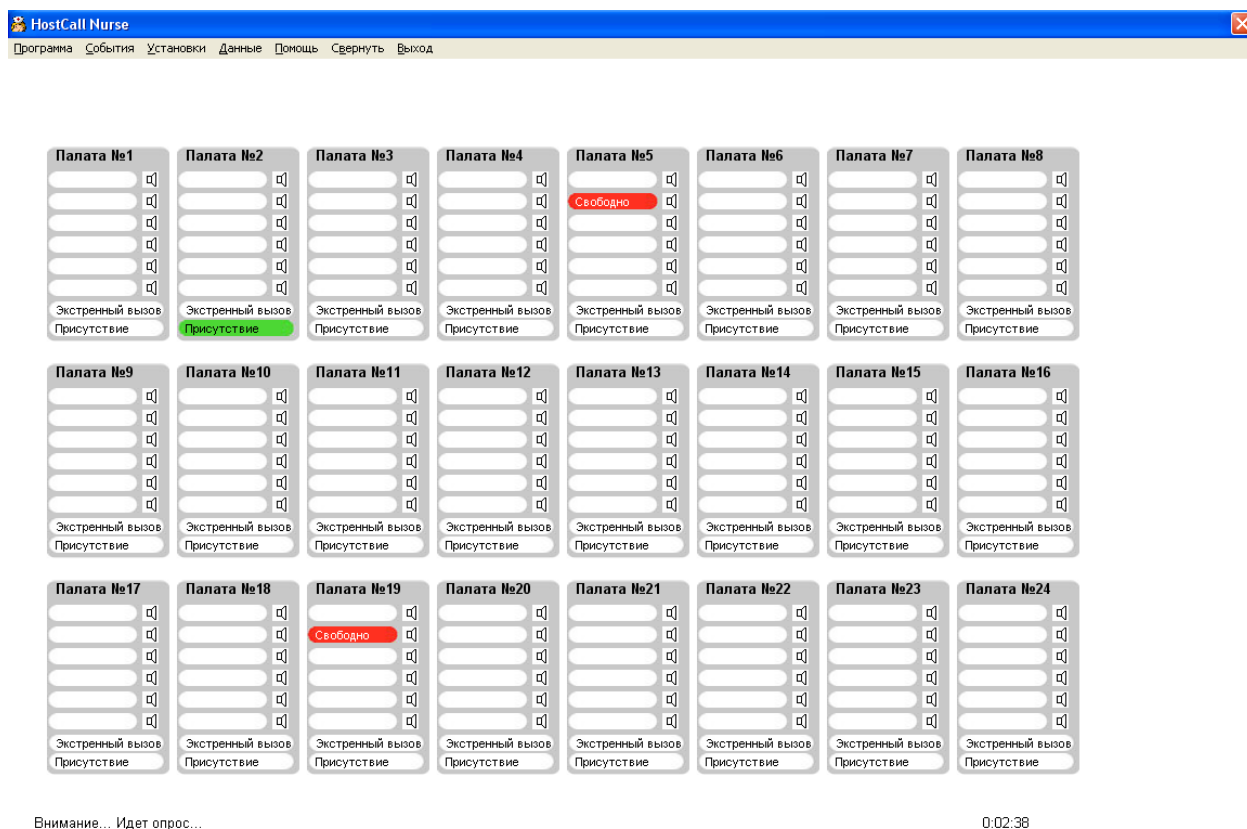 HostCall Nurse
Программа События Установки Данные Помощь Свернуть Выход
Палата №1 Палата №2 Палата №3 Палата №4 Палата №5 Палата №6 Палата №7 Палата №8
Свободно
Экстренный вызов Экстренный вызов Экстренный вызов Экстренный вызов Экстренный вызов Экстренный вызов Экстренный вызов Экстренный вызов
Присутствие Присутствие Присутствие Присутствие Присутствие Присутствие Присутствие Присутствие
Палата №9 Палата №10 Палата №11 Палата №12 Палата №13 Палата №14 Палата №15 Палата №16
Экстренный вызов Экстренный вызов Экстренный вызов Экстренный вызов Экстренный вызов Экстренный вызов Экстренный вызов Экстренный вызов
Присутствие Присутствие Присутствие Присутствие Присутствие Присутствие Присутствие Присутствие
Палата №17 Палата №18 Палата №19 Палата №20 Палата №21 Палата №22 Палата №23 Палата №24
Свободно
Экстренный вызов Экстренный вызов Экстренный вызов Экстренный вызов Экстренный вызов Экстренный вызов Экстренный вызов Экстренный вызов
Присутствие Присутствие Присутствие Присутствие Присутствие Присутствие Присутствие Присутствие
Внимание... Идет опрос... 0:02:38